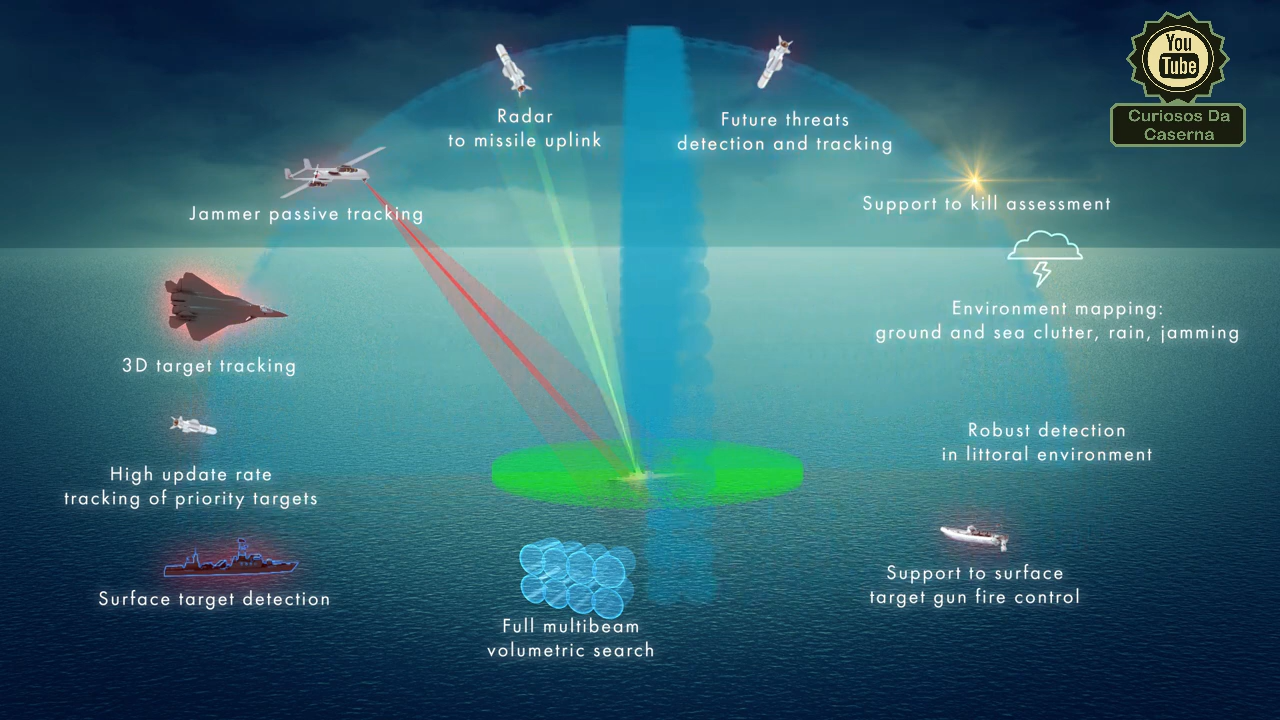 You
Tube
Curiosos Da
Caserna
Radar
to missile uplink
Future threats
detection and tracking
Jammer passive tracking
Support to kill assessment
Environment mapping:
ground and sea clutter, rain, jamming
3D target tracking
Robust detection
in littoral environment
High update rate
tracking of priority targets
Surface target detection
Support to surface
target gun fire control
Full multibeam
volumetric search